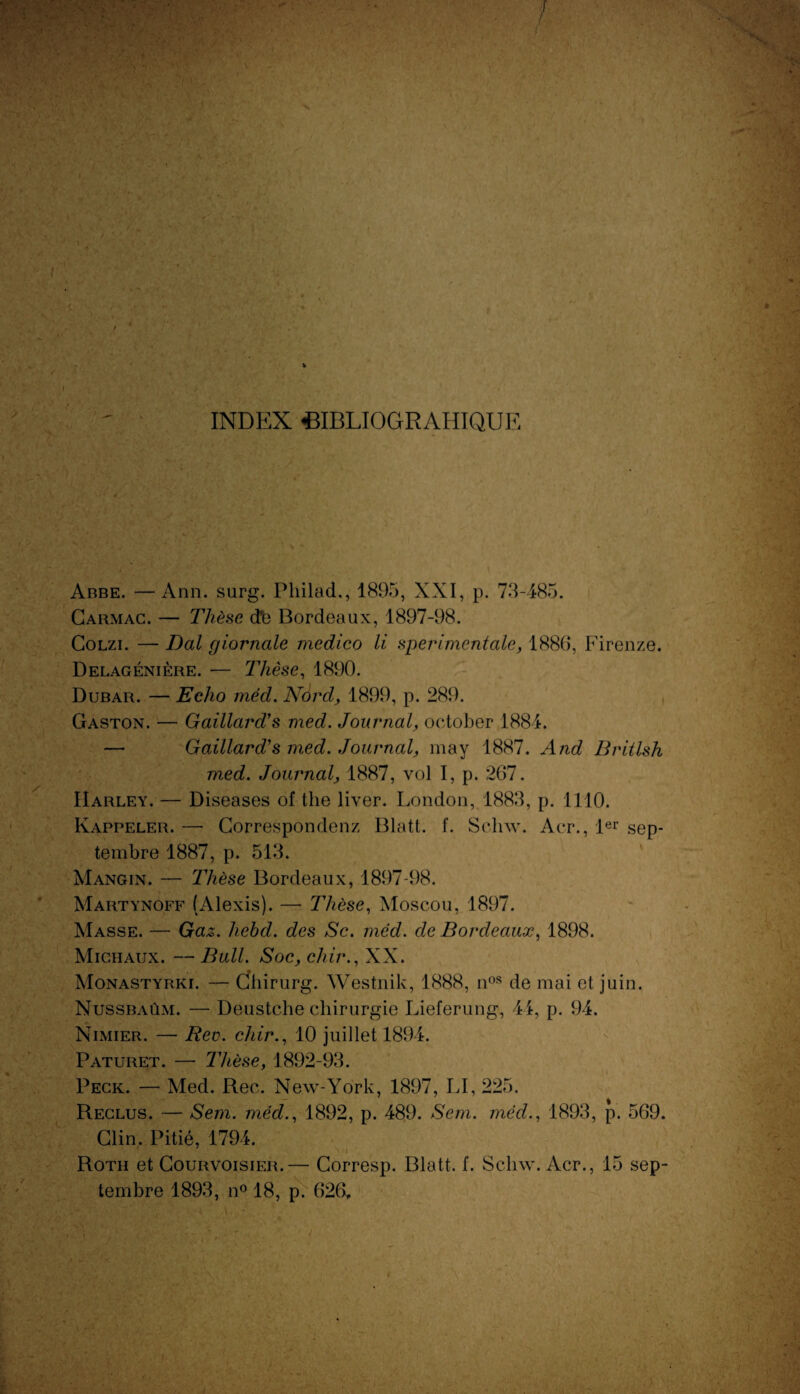 INDEX BIBLIOGRAHIQUE
Abbe. — Ann. surg. Philad., 1895, XXI, p. 73-485.
Carmac. — Thèse de Bordeaux, 1897-98.
Colzi. — Dal giornale medico li sperimentale, 1886, Firenze.
Delagénière. — Thèse, 1890.
Dubar. — Echo méd. Nord, 1899, p. 289.
Gaston. — Gaillard's med. Journal, october 1884.
— Gaillard's med. Journal, may 1887. And Britlsh
med. Journal, 1887, vol I, p. 267.
Harley. — Diseases of the liver. London, 1883, p. 1110.
Kappeler. — Correspondenz Blatt. f. Schw. Acr., 1er sep-
tembre 1887, p. 513.
Mangin. — Thèse Bordeaux, 1897-98.
Martynoff (Alexis). — Thèse, Moscou, 1897.
Masse. — Gaz. hebd. des Sc. méd. de Bordeaux, 1898.
Michaux. — Bull. Soc, chir., XX.
Monastyrki. — Chirurg. Westnik, 1888, nos de mai et juin.
Nussbaûm. — Deustche chirurgie Lieferung, 44, p. 94.
Nimier. — Rev. chir., 10 juillet 1894.
Paturet. — Thèse, 1892-93.
Peck. — Med. Rec. New-York, 1897, LI, 225.
Reclus. — Sem. méd., 1892, p. 489. Sem. méd., 1893, p. 569.
Clin. Pitié, 1794.
Roth et Courvoisier. — Corresp. Blatt. f. Schw. Acr., 15 sep-
tembre 1893, no 18, p. 626.